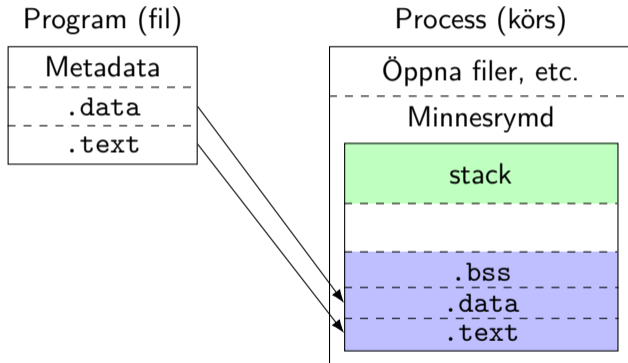 Program (fil)
Metadata
.data
.text
Process (körs)
Öppna filer, etc.
Minnesrymd
stack
.bss
.data
.text